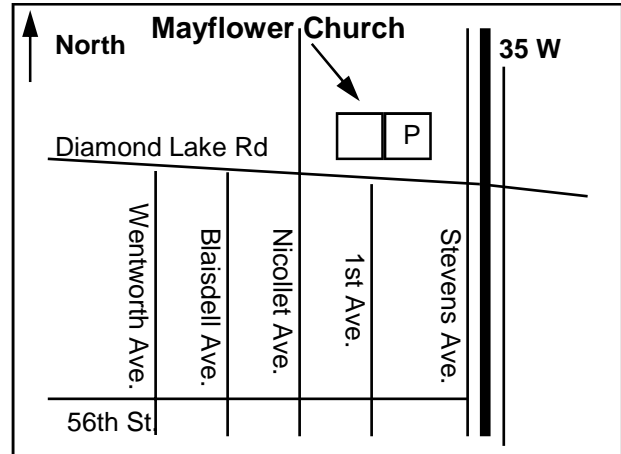 Mayflower Church
North
35 W
P
Diamond Lake Rd
Wentworth Ave.
Blaisdell Ave.
Nicollet Ave.
1st Ave.
Stevens Ave.
56th St.